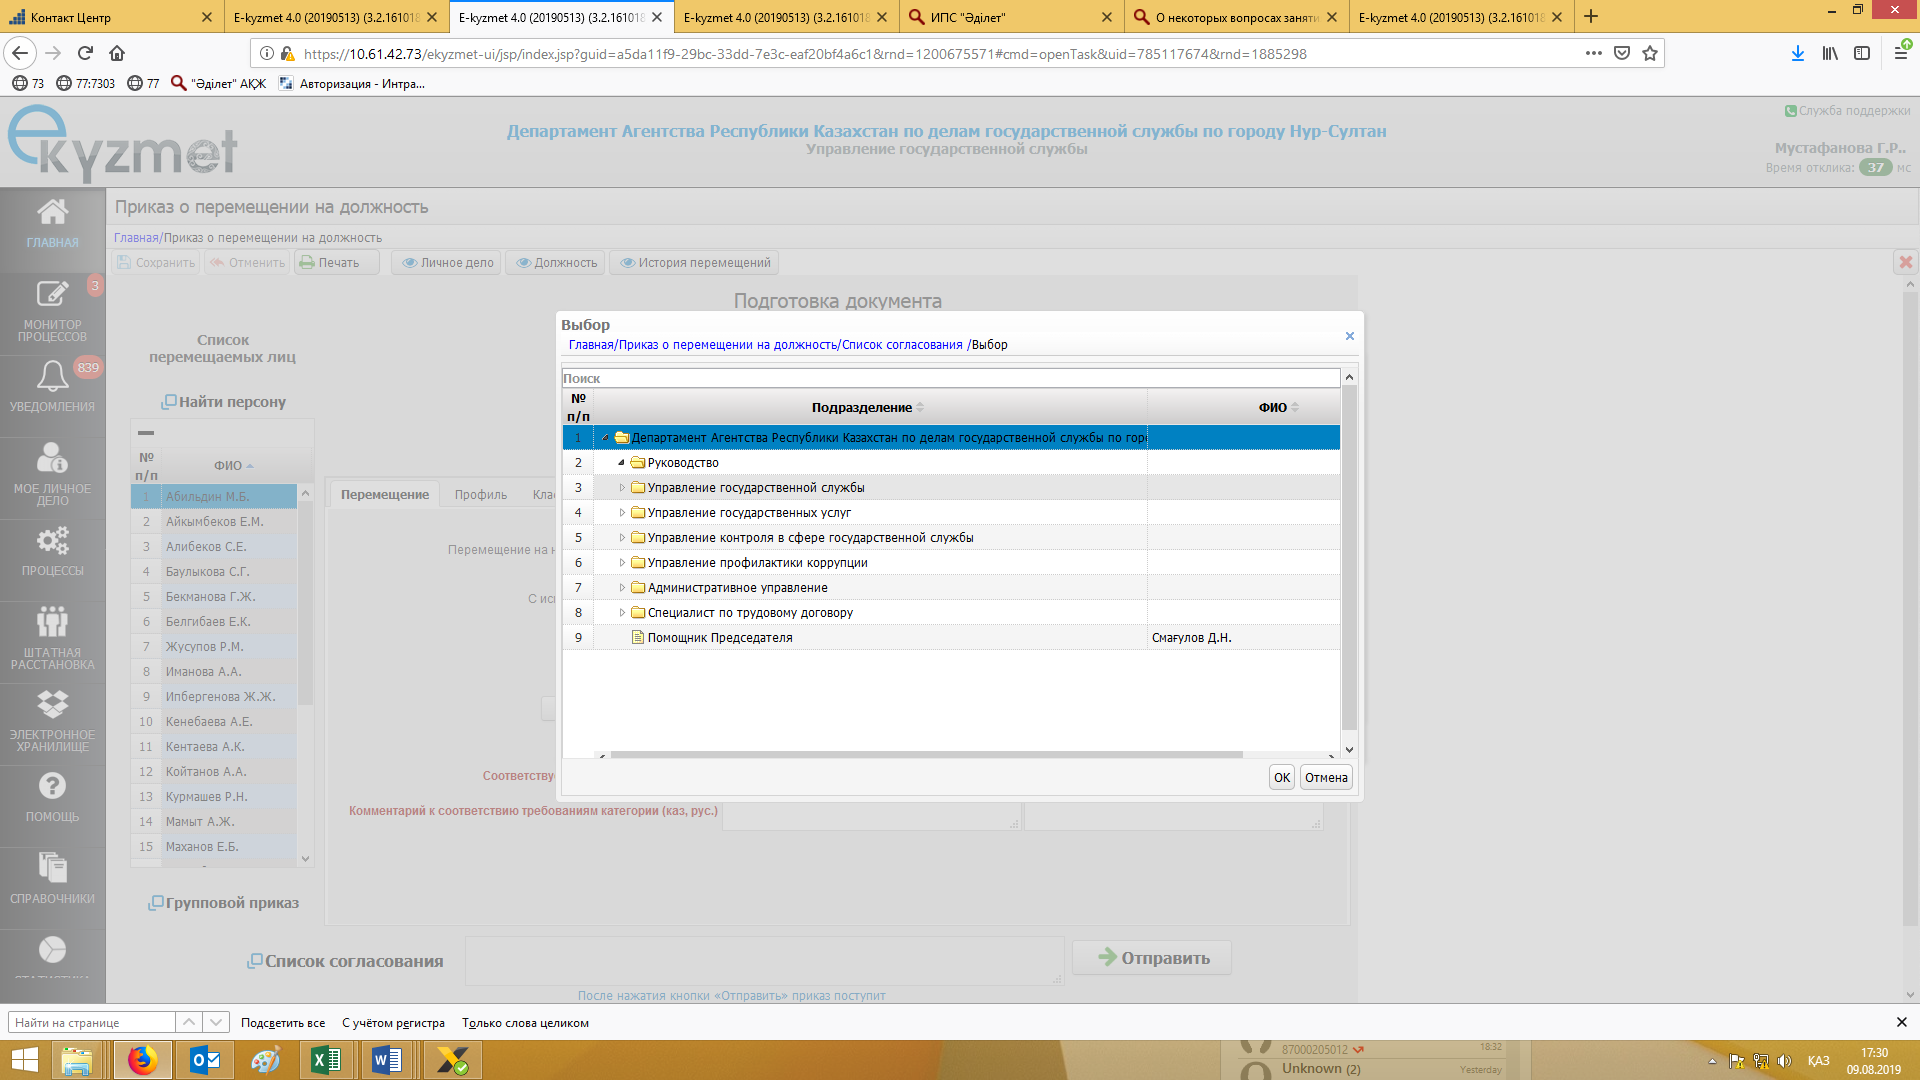 Контакт Центр
E-kyzmet 4.0 (20190513) (3.2.161018
E-kyzmet 4.0 (20190513) (3.2.161018
E-kyzmet 4.0 (20190513) (3.2.161018
ИПС "Әділет"
О некоторых вопросах заняти
E-kyzmet 4.0 (20190513) (3.2.161018
https://10.61.42.73/ekyzmet-ui/jsp/index.jsp?guid=a5da11f9-29bc-33dd-7e3c-eaf20bf4a6c1&rnd=1200675571#cmd=openTask&uid=785117674&rnd=1885298
73
77:7303
77
"Әділет" АҚЖ
Авторизация - Интра...
ekyzmet
Департамент Агентства Республики Казахстан по делам государственной службы по городу Нур-Султан
Управление государственной службы
Служба поддержки
Мустафанова Г.Р..
Время отклика: 37 мс
ГЛАВНАЯ
3
МОНИТОР ПРОЦЕССОВ
839
УВЕДОМЛЕНИЯ
МОЕ ЛИЧНОЕ ДЕЛО
ПРОЦЕССЫ
ШТАТНАЯ РАССТАНОВКА
ЭЛЕКТРОННОЕ ХРАНИЛИЩЕ
ПОМОЩЬ
СПРАВОЧНИКИ
СТАТИСТИКА
Приказ о перемещении на должность
Главная/Приказ о перемещении на должность
Сохранить
Отменить
Печать
Личное дело
Должность
История перемещений
Подготовка документа
Список
перемещаемых лиц
Найти персону
№ п/п
ФИО
1 Абильдин М.Б.
2 Айкымбеков Е.М.
3 Алибеков С.Е.
4 Баулыкова С.Г.
5 Бекманова Г.Ж.
6 Белгибаев Е.К.
7 Жусупов Р.М.
8 Иманова А.А.
9 Ипбергенова Ж.Ж.
10 Кенебаева А.Е.
11 Кентаева А.К.
12 Койтанов А.А.
13 Курмашев Р.Н.
14 Мамыт А.Ж.
15 Маханов Е.Б.
Групповой приказ
Перемещение
Профиль
Клас
Перемещение на н
С исп
Соответству
Комментарий к соответствию требованиям категории (каз, рус.)
Выбор
Главная/Приказ о перемещении на должность/Список согласования /Выбор
Поиск
№ п/п
Подразделение
ФИО
1 Департамент Агентства Республики Казахстан по делам государственной службы по горо
2 Руководство
3 Управление государственной службы
4 Управление государственных услуг
5 Управление контроля в сфере государственной службы
6 Управление профилактики коррупции
7 Административное управление
8 Специалист по трудовому договору
9 Помощник Председателя Смағулов Д.Н.
OK
Отмена
Список согласования
Отправить
После нажатия кнопки «Отправить» приказ поступит
Найти на странице
Подсветить все
С учётом регистра
Только слова целиком
87000205012
18:32
Unknown (2)
Yesterday
ҚАЗ
17:30
09.08.2019